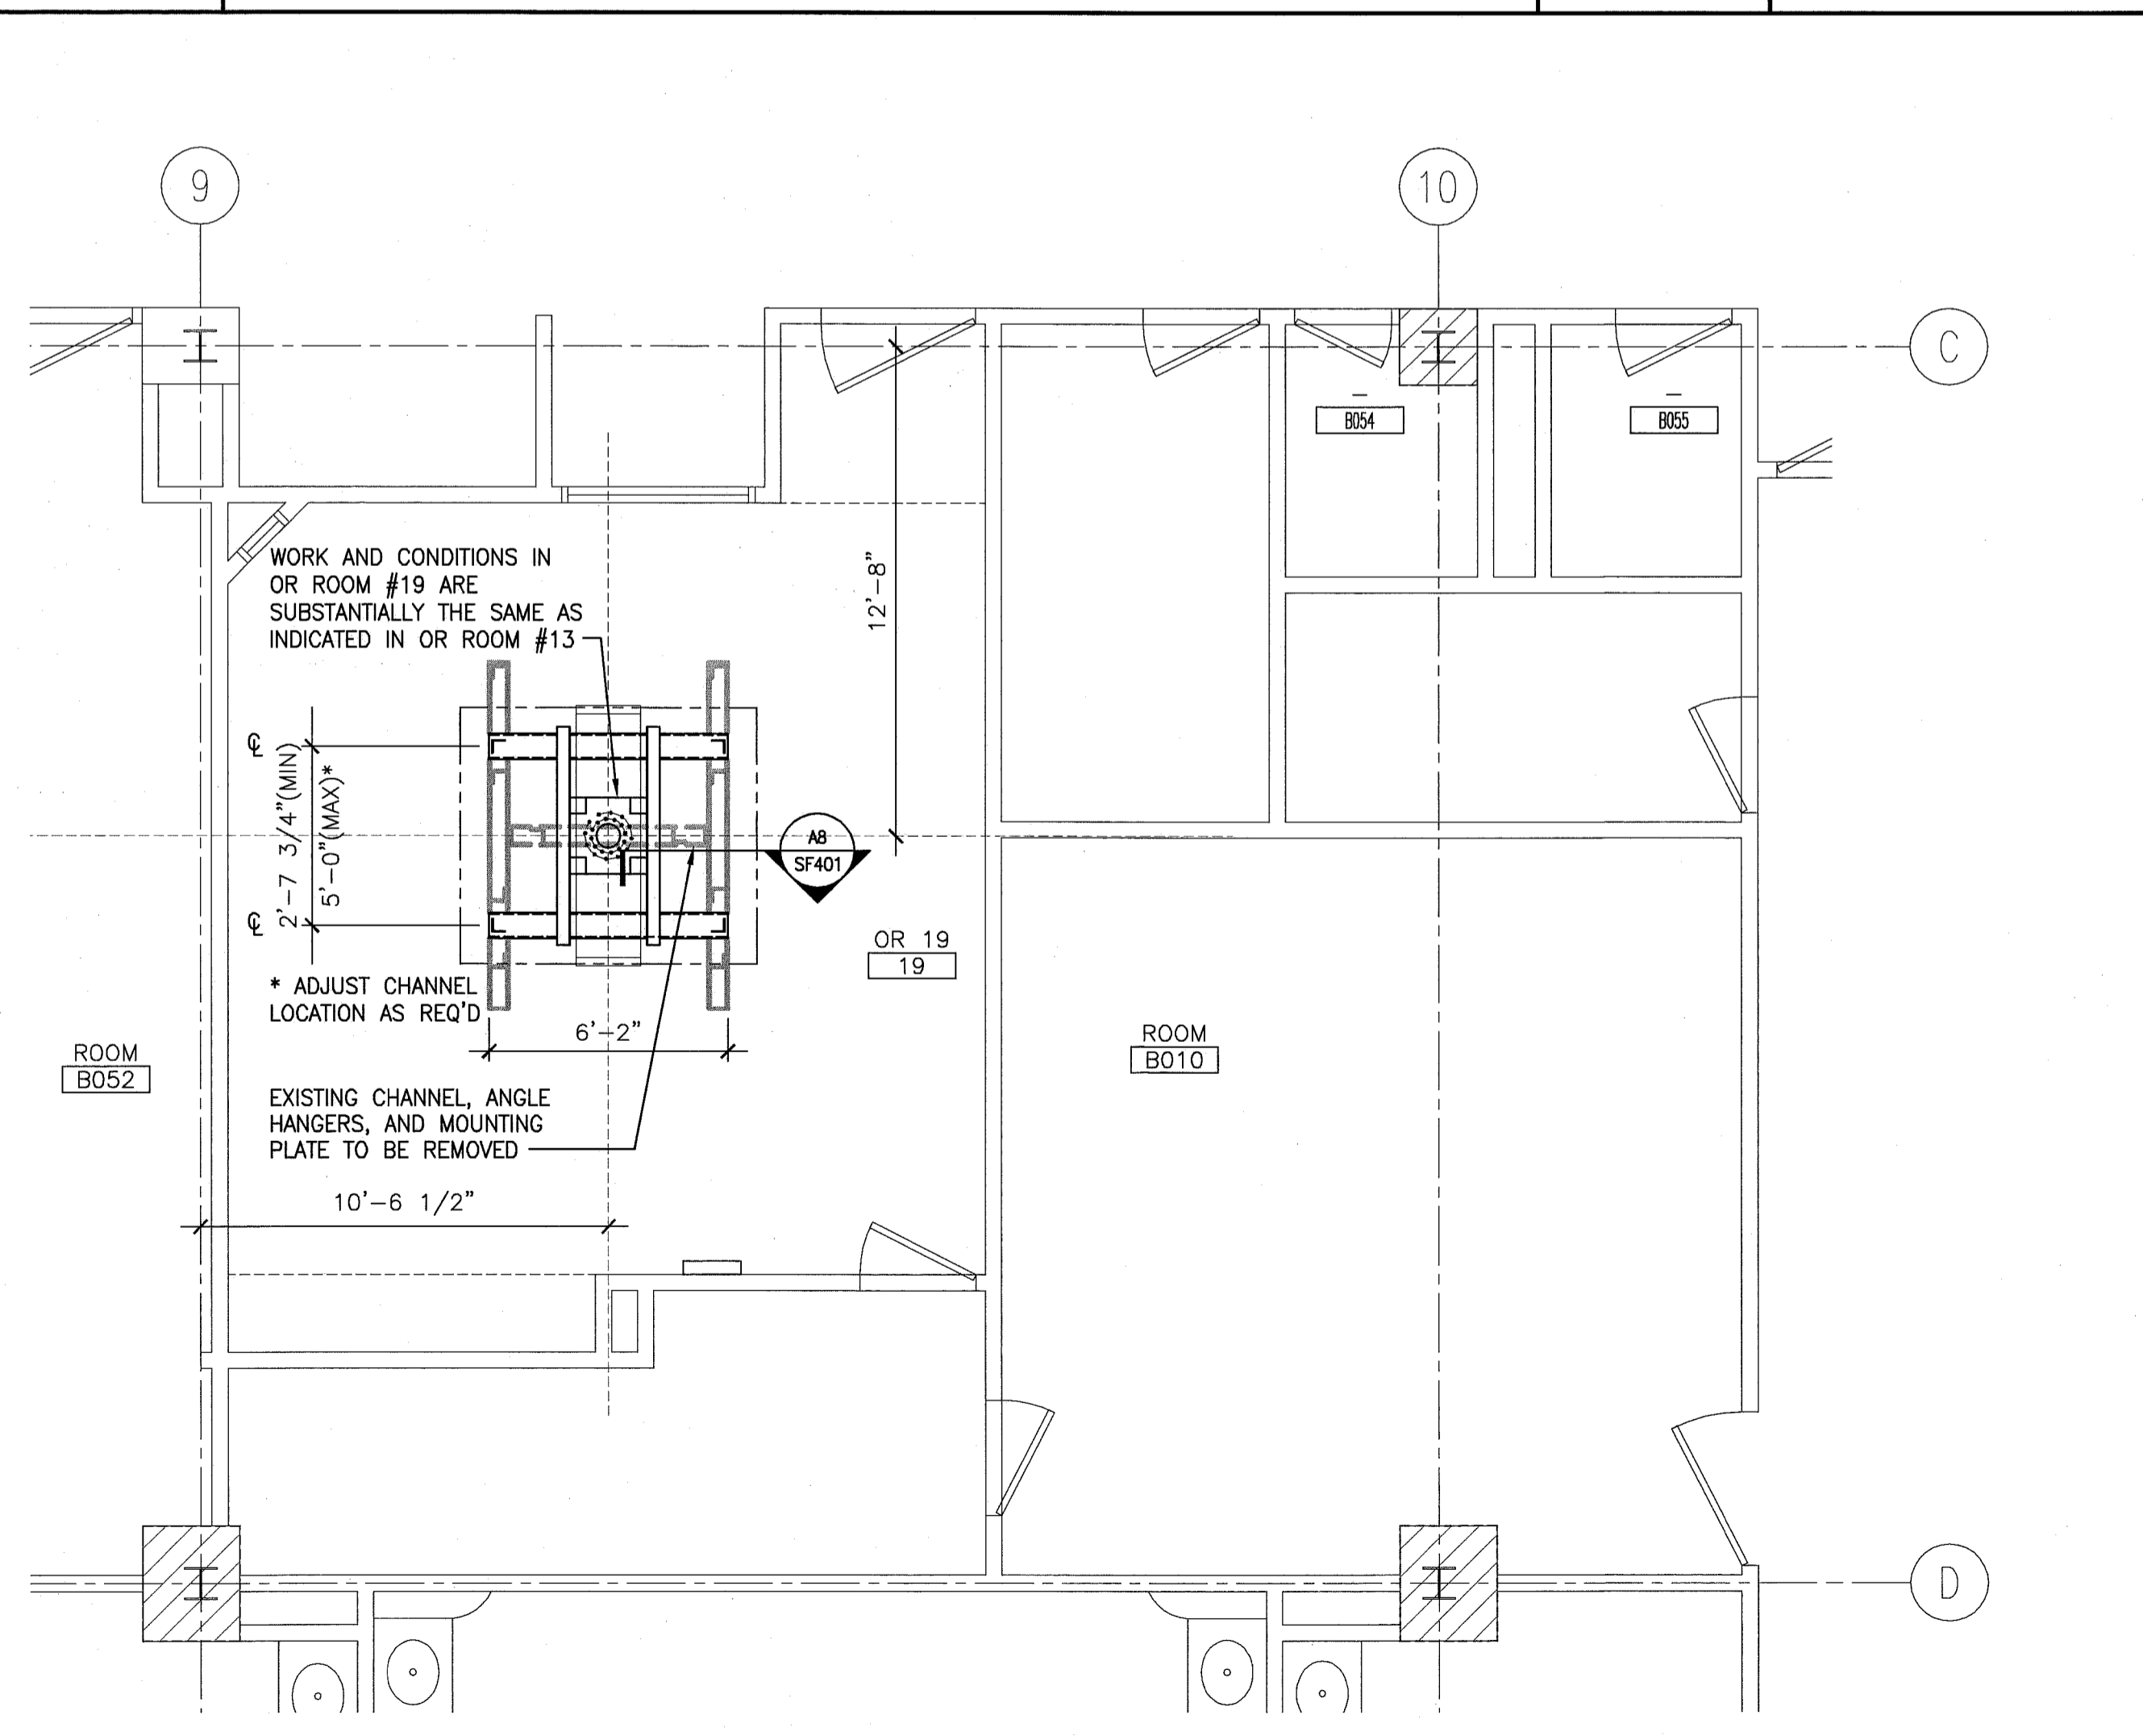 9
10
C
B054
B055
WORK AND CONDITIONS IN
OR ROOM #19 ARE
SUBSTANTIALLY THE SAME AS
INDICATED IN OR ROOM #13
12'-8"
℄
2'-7 3/4"(MIN)
5'-0"(MAX)*
℄
A8
SF401
OR 19
19
* ADJUST CHANNEL
LOCATION AS REQ'D
6'-2"
ROOM
B010
ROOM
B052
EXISTING CHANNEL, ANGLE
HANGERS, AND MOUNTING
PLATE TO BE REMOVED
10'-6 1/2"
D